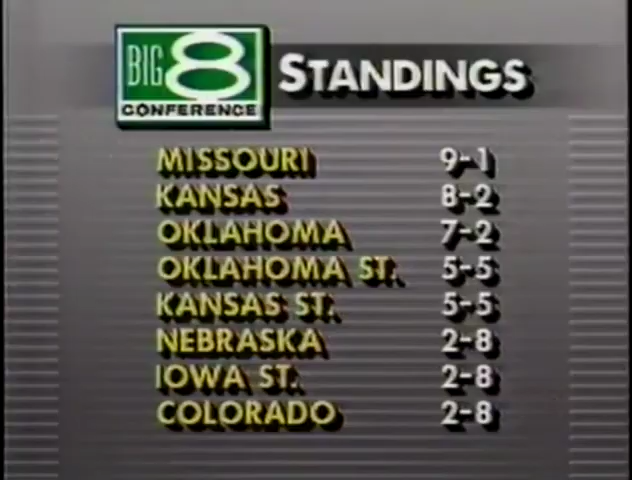 BIG 8
CONFERENCE
STANDINGS
MISSOURI 9-1
KANSAS 8-2
OKLAHOMA 7-2
OKLAHOMA ST. 5-5
KANSAS ST. 5-5
NEBRASKA 2-8
IOWA ST. 2-8
COLORADO 2-8